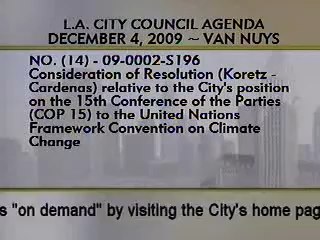 L.A. CITY COUNCIL AGENDA
DECEMBER 4, 2009 ~ VAN NUYS
NO. (14) - 09-0002-S196
Consideration of Resolution (Koretz -
Cardenas) relative to the City's position
on the 15th Conference of the Parties
(COP 15) to the United Nations
Framework Convention on Climate
Change
s "on demand" by visiting the City's home pag